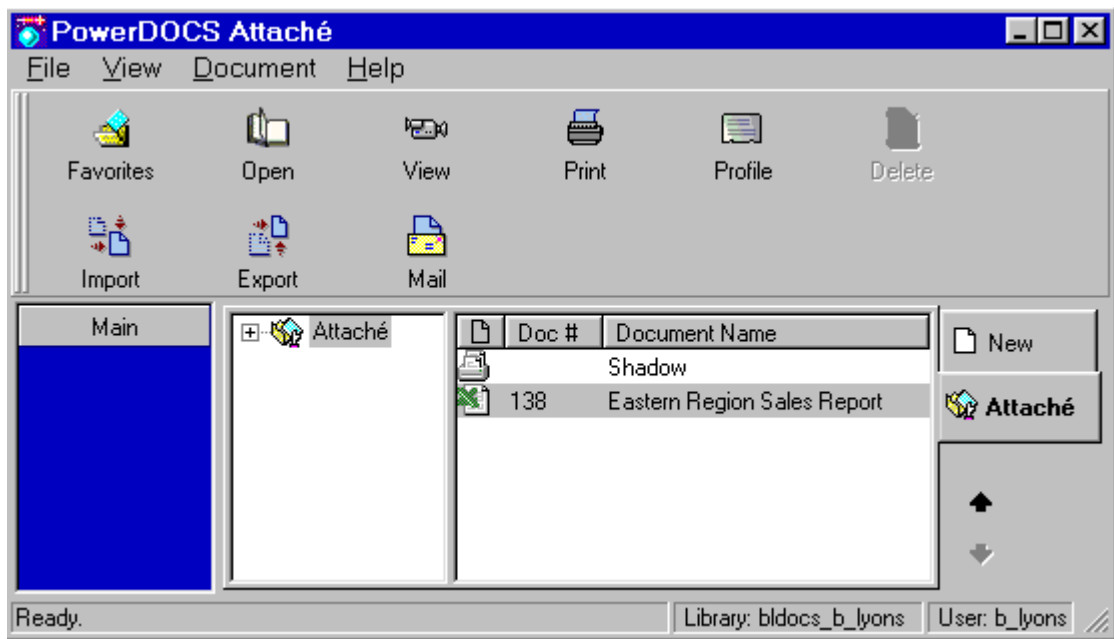 PowerDOCS Attaché
File View Document Help
Favorites Open View Print Profile Delete
Import Export Mail
Main
Attaché
Doc # Document Name
Shadow
138 Eastern Region Sales Report
New
Attaché
Ready. Library: bldocs_b_lyons User: b_lyons